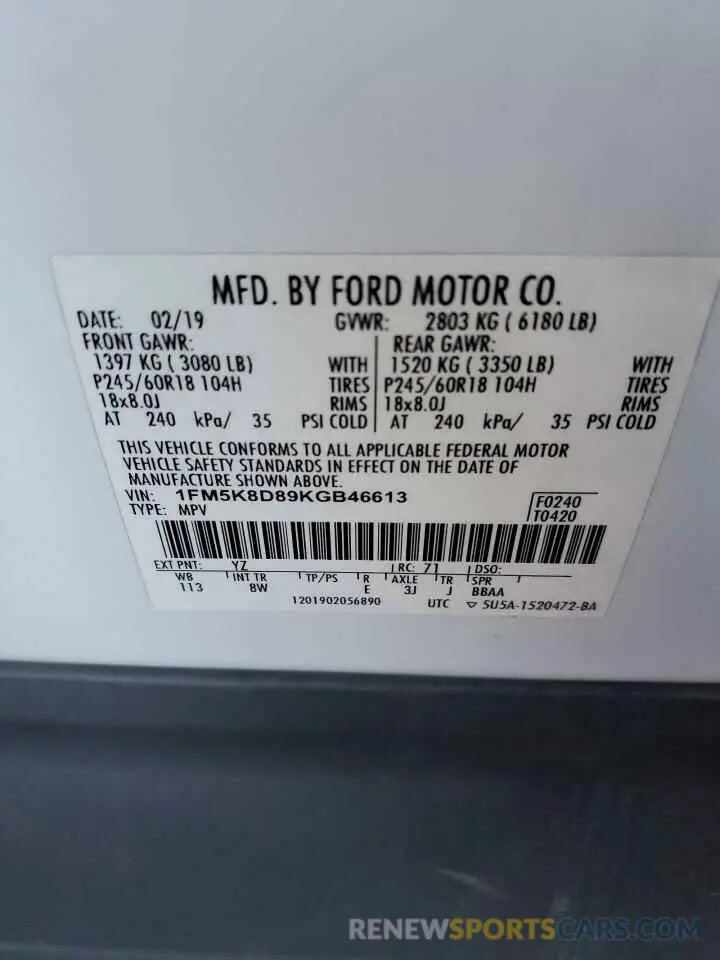 MFD. BY FORD MOTOR CO.
DATE: 02/19 GVWR: 2803 KG ( 6180 LB)
FRONT GAWR: REAR GAWR:
1397 KG ( 3080 LB) WITH 1520 KG ( 3350 LB) WITH
P245/60R18 104H TIRES P245/60R18 104H TIRES
18x8.0J RIMS 18x8.0J RIMS
AT 240 kPa/ 35 PSI COLD AT 240 kPa/ 35 PSI COLD
THIS VEHICLE CONFORMS TO ALL APPLICABLE FEDERAL MOTOR
VEHICLE SAFETY STANDARDS IN EFFECT ON THE DATE OF
MANUFACTURE SHOWN ABOVE.
VIN: 1FM5K8D89KGB46613 F0240
TYPE: MPV T0420
EXT PNT: YZ RC: 71 DSO:
WB INT TR TP/PS R AXLE TR SPR
113 8W E 3J J BBAA
1201902056890 UTC ▽ 5U5A-1520472-BA
RENEWSPORTSCARS.COM